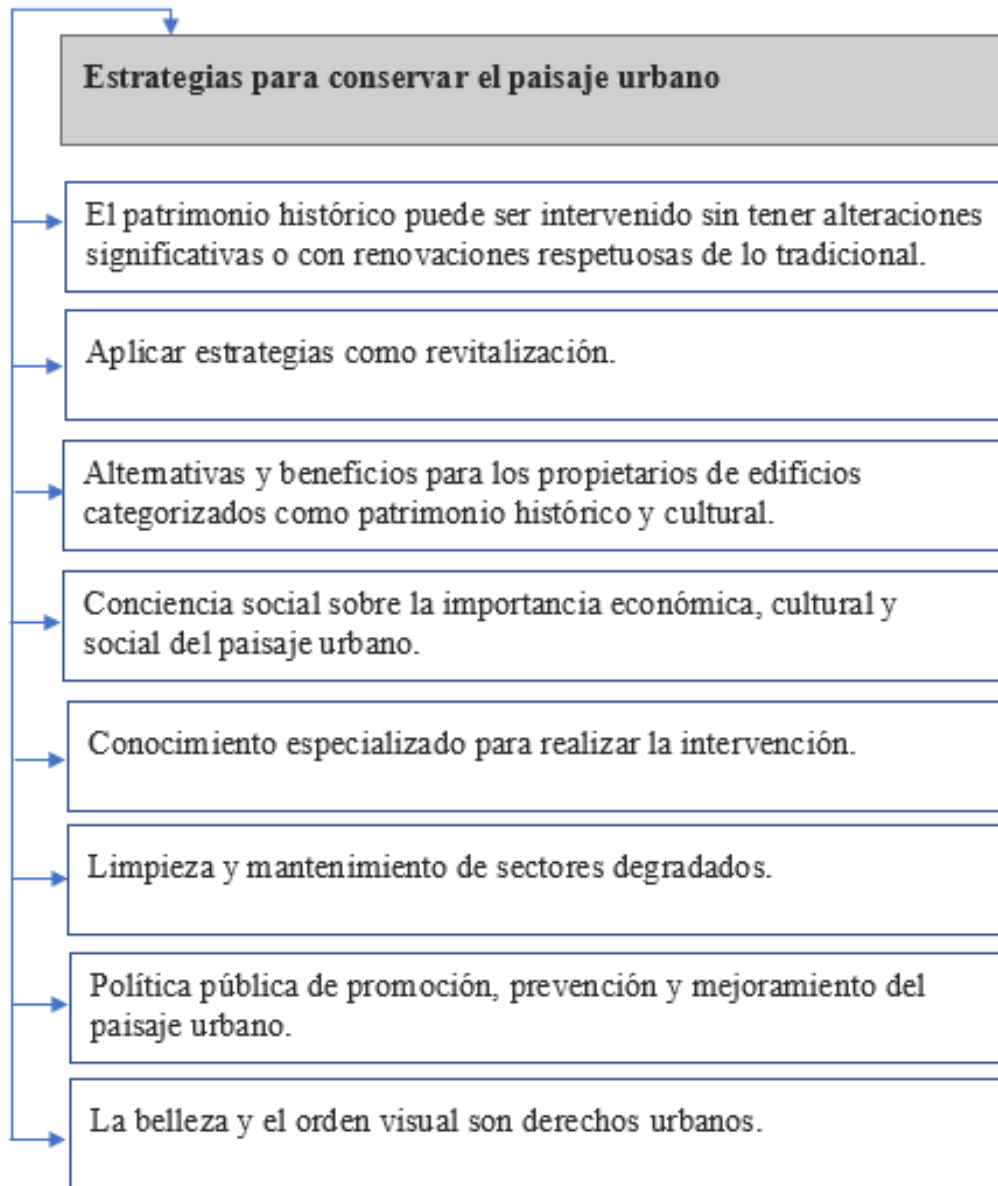 Estrategias para conservar el paisaje urbano
El patrimonio histórico puede ser intervenido sin tener alteraciones
significativas o con renovaciones respetuosas de lo tradicional.
Aplicar estrategias como revitalización.
Alternativas y beneficios para los propietarios de edificios
categorizados como patrimonio histórico y cultural.
Conciencia social sobre la importancia económica, cultural y
social del paisaje urbano.
Conocimiento especializado para realizar la intervención.
Limpieza y mantenimiento de sectores degradados.
Política pública de promoción, prevención y mejoramiento del
paisaje urbano.
La belleza y el orden visual son derechos urbanos.